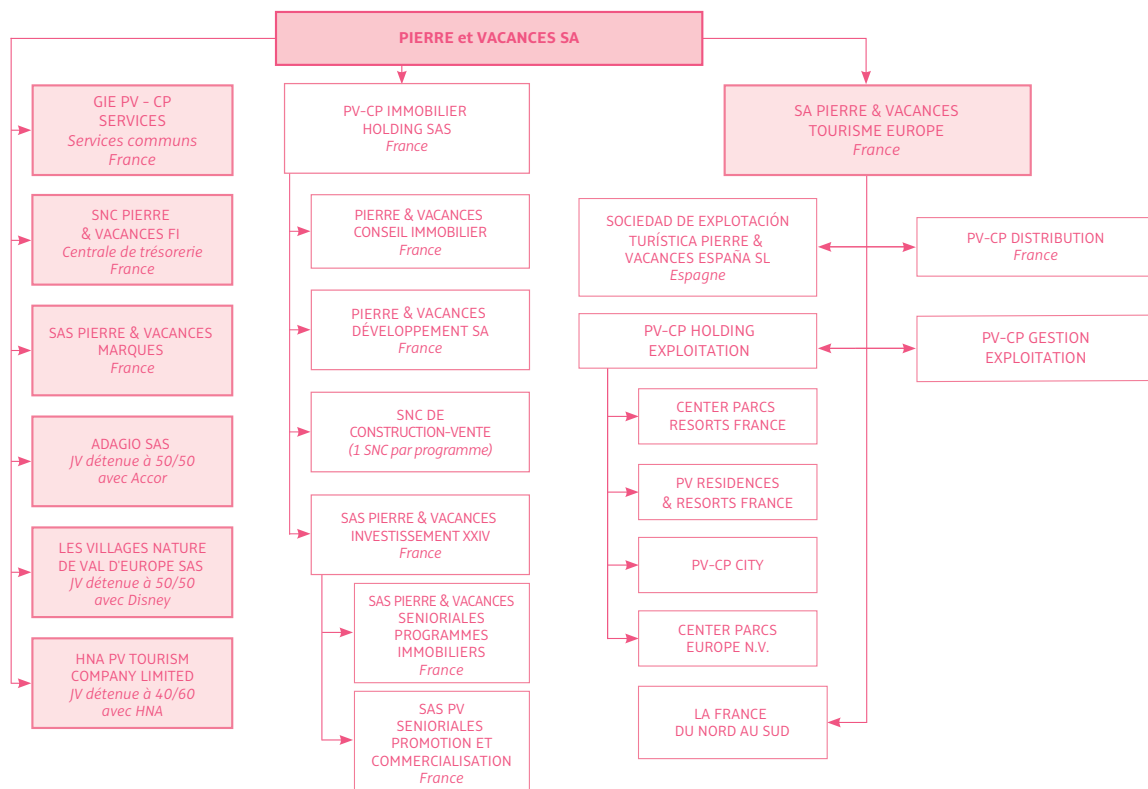 PIERRE et VACANCES SA
GIE PV - CP
SERVICES
Services communs
France
SNC PIERRE
& VACANCES FI
Centrale de trésorerie
France
SAS PIERRE & VACANCES
MARQUES
France
ADAGIO SAS
JV détenue à 50/50
avec Accor
LES VILLAGES NATURE
DE VAL D'EUROPE SAS
JV détenue à 50/50
avec Disney
HNA PV TOURISM
COMPANY LIMITED
JV détenue à 40/60
avec HNA
PV-CP IMMOBILIER
HOLDING SAS
France
PIERRE & VACANCES
CONSEIL IMMOBILIER
France
PIERRE & VACANCES
DÉVELOPPEMENT SA
France
SNC DE
CONSTRUCTION-VENTE
(1 SNC par programme)
SAS PIERRE & VACANCES
INVESTISSEMENT XXIV
France
SAS PIERRE & VACANCES
SENIORIALES
PROGRAMMES
IMMOBILIERS
France
SAS PV
SENIORIALES
PROMOTION ET
COMMERCIALISATION
France
SA PIERRE & VACANCES
TOURISME EUROPE
France
SOCIEDAD DE EXPLOTACIÓN
TURÍSTICA PIERRE &
VACANCES ESPAÑA SL
Espagne
PV-CP DISTRIBUTION
France
PV-CP HOLDING
EXPLOITATION
PV-CP GESTION
EXPLOITATION
CENTER PARCS
RESORTS FRANCE
PV RESIDENCES
& RESORTS FRANCE
PV-CP CITY
CENTER PARCS
EUROPE N.V.
LA FRANCE
DU NORD AU SUD